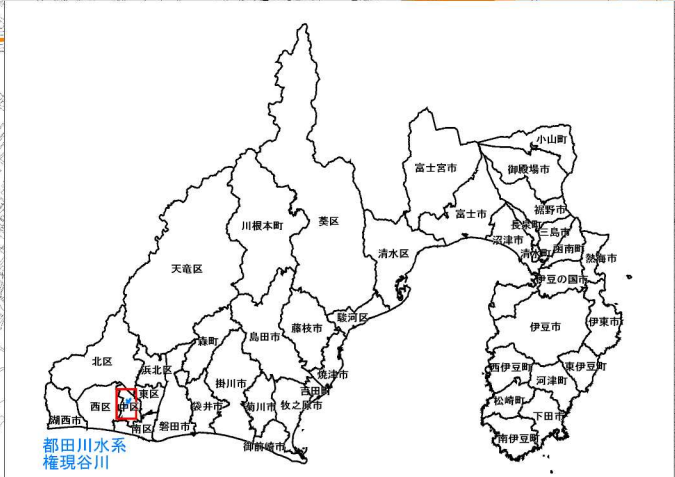 小山町
富士宮市
御殿場市
裾野市
富士市
長泉町
三島市
沼津市
函南町
清水町
熱海市
伊豆の国市
葵区
川根本町
清水区
天竜区
駿河区
伊豆市
伊東市
藤枝市
島田市
森町
北区
浜北区
西伊豆町
東伊豆町
焼津市
河津町
掛川市
吉田町
東区
松崎町
西区
中区
袋井市
菊川市
牧之原市
下田市
湖西市
南区
磐田市
南伊豆町
御前崎市
都田川水系
権現谷川